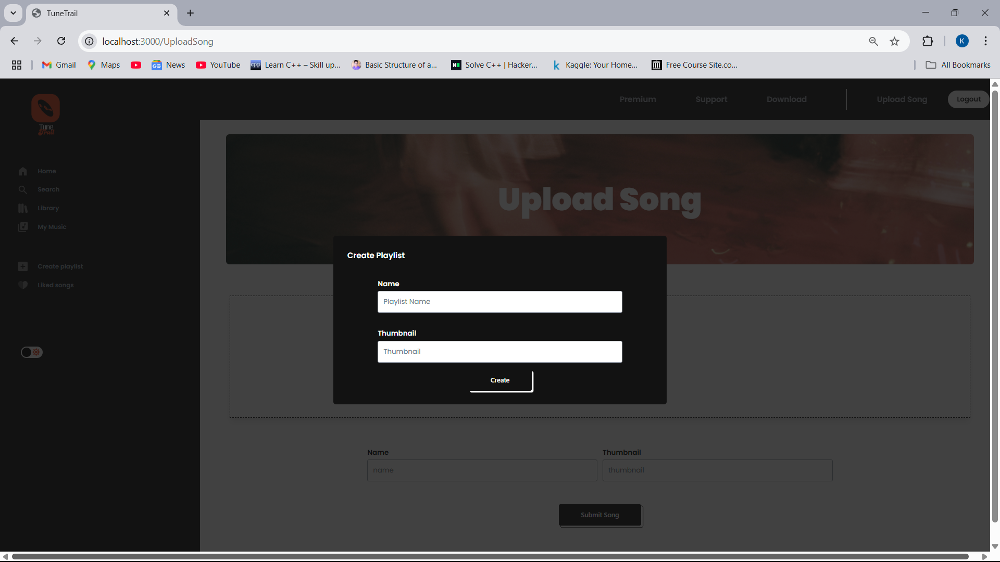 TuneTrail
localhost:3000/UploadSong
K
Gmail
Maps
News
YouTube
cpp
Learn C++ – Skill up...
Basic Structure of a...
Solve C++ | Hacker...
Kaggle: Your Home...
Free Course Site.co...
All Bookmarks
Tune
Trail
Premium
Support
Download
Upload Song
Logout
Home
Search
Library
My Music
Create playlist
Liked songs
Upload Song
Create Playlist
Name
Playlist Name
Thumbnail
Thumbnail
Create
Name
name
Thumbnail
thumbnail
Submit Song